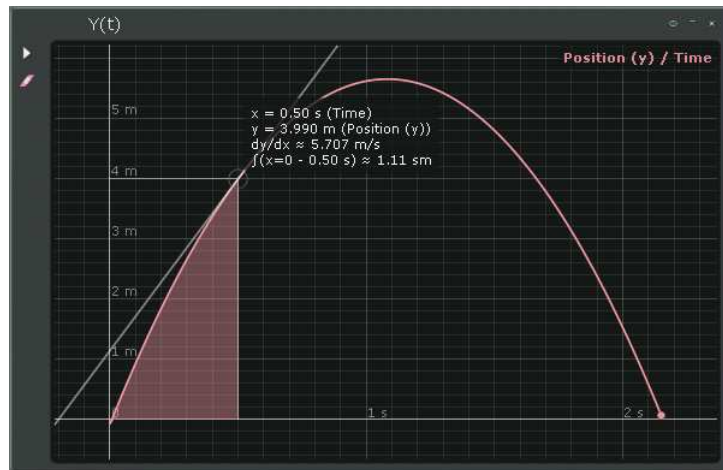 Y(t)
Position (y) / Time
5 m
x = 0.50 s (Time)
y = 3.990 m (Position (y))
dy/dx ≈ 5.707 m/s
∫(x=0 - 0.50 s) ≈ 1.11 sm
4 m
3 m
2 m
1 m
0
1 s
2 s